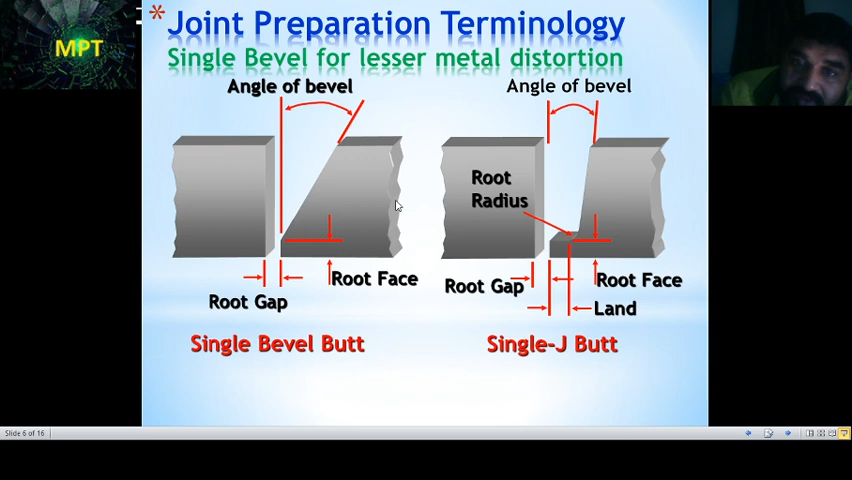 MPT
* Joint Preparation Terminology
Single Bevel for lesser metal distortion
Angle of bevel
Angle of bevel
Root
Radius
Root Face
Root Gap
Root Gap
Root Face
Land
Single Bevel Butt
Single-J Butt
Slide 6 of 16